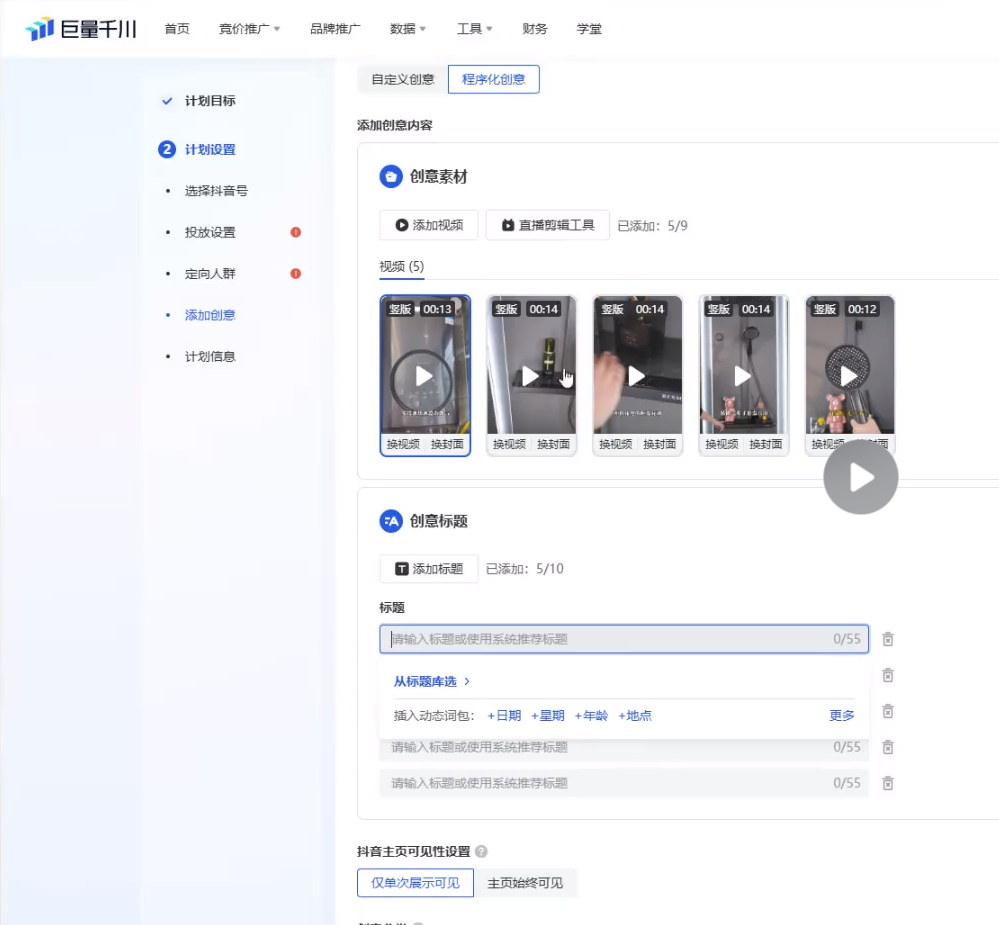 巨量千川 首页 竞价推广 品牌推广 数据 工具 财务 学堂
自定义创意 程序化创意
计划目标
2 计划设置
选择抖音号
投放设置
定向人群
添加创意
计划信息
添加创意内容
创意素材
添加视频 直播剪辑工具 已添加：5/9
视频 (5)
竖版 00:13 竖版 00:14 竖版 00:14 竖版 00:14 竖版 00:12
换视频 换封面 换视频 换封面 换视频 换封面 换视频 换封面 换视频 换封面
创意标题
添加标题 已添加：5/10
标题
请输入标题或使用系统推荐标题 0/55
从标题库选 >
插入动态词包： +日期 +星期 +年龄 +地点 更多
请输入标题或使用系统推荐标题 0/55
请输入标题或使用系统推荐标题 0/55
抖音主页可见性设置 ?
仅单次展示可见 主页始终可见